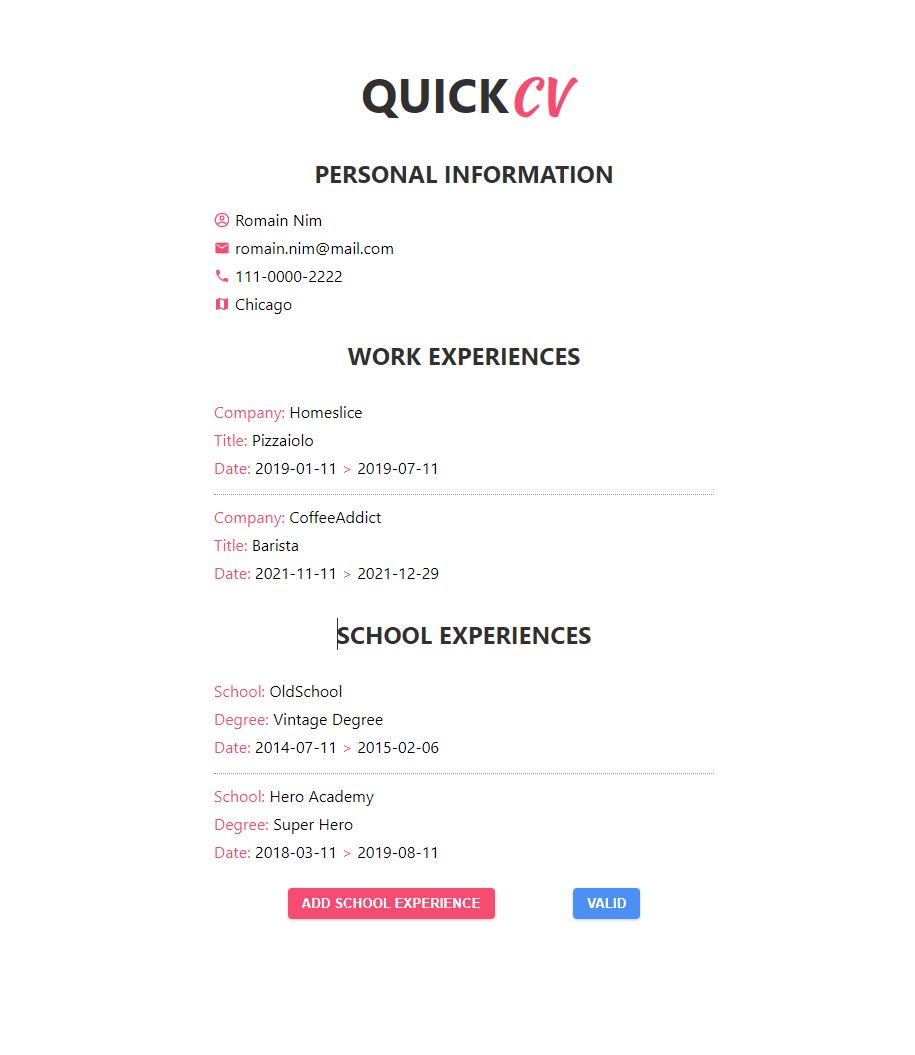 QUICKCV
PERSONAL INFORMATION
Romain Nim
romain.nim@mail.com
111-0000-2222
Chicago
WORK EXPERIENCES
Company: Homeslice
Title: Pizzaiolo
Date: 2019-01-11 > 2019-07-11
Company: CoffeeAddict
Title: Barista
Date: 2021-11-11 > 2021-12-29
SCHOOL EXPERIENCES
School: OldSchool
Degree: Vintage Degree
Date: 2014-07-11 > 2015-02-06
School: Hero Academy
Degree: Super Hero
Date: 2018-03-11 > 2019-08-11
ADD SCHOOL EXPERIENCE VALID